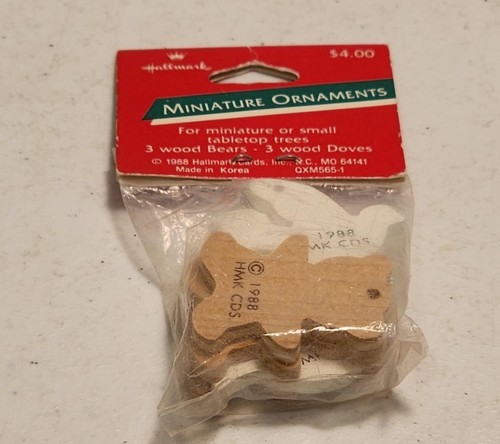 Hallmark
$4.00
MINIATURE ORNAMENTS
For miniature or small
tabletop trees
3 wood Bears - 3 wood Doves
© 1988 Hallmark Cards, Inc., K.C., MO 64141
Made in Korea QXM565-1
1988
MK CDS.
© 1988
HMK CDS.